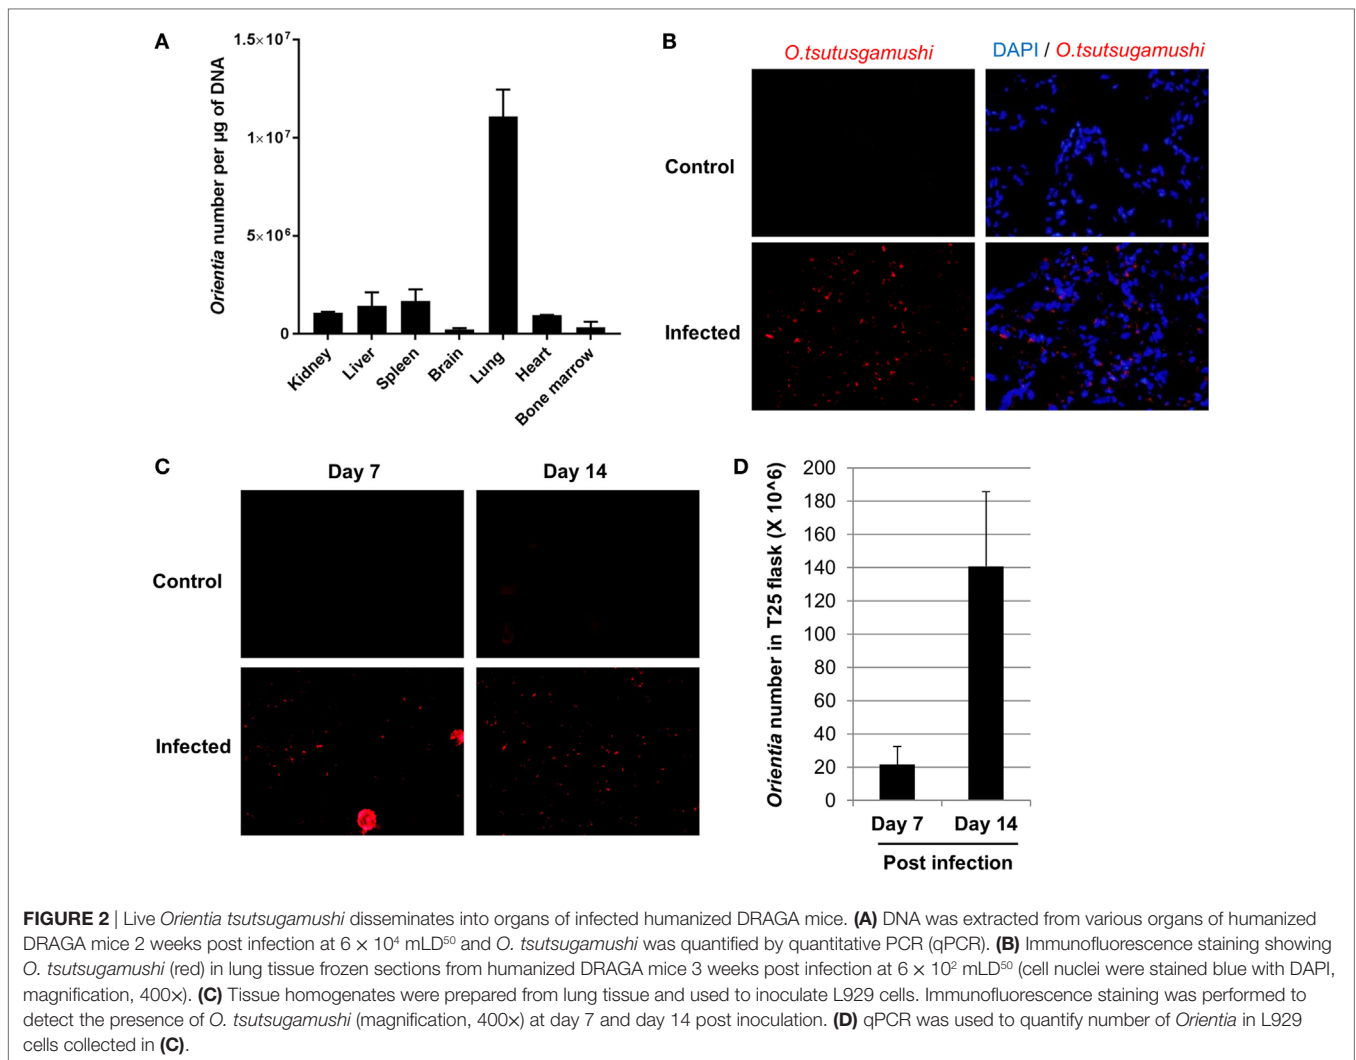 A
Orientia number per µg of DNA
1.5×10⁷
1×10⁷
5×10⁶
0
Kidney
Liver
Spleen
Brain
Lung
Heart
Bone marrow
B
O.tsutusgamushi
DAPI / O.tsutsugamushi
Control
Infected
C
Day 7
Day 14
Control
Infected
D
Orientia number in T25 flask (X 10^6)
200
180
160
140
120
100
80
60
40
20
0
Day 7
Day 14
Post infection
FIGURE 2 | Live Orientia tsutsugamushi disseminates into organs of infected humanized DRAGA mice. (A) DNA was extracted from various organs of humanized
DRAGA mice 2 weeks post infection at 6 × 10⁴ mLD⁵⁰ and O. tsutsugamushi was quantified by quantitative PCR (qPCR). (B) Immunofluorescence staining showing
O. tsutsugamushi (red) in lung tissue frozen sections from humanized DRAGA mice 3 weeks post infection at 6 × 10² mLD⁵⁰ (cell nuclei were stained blue with DAPI,
magnification, 400×). (C) Tissue homogenates were prepared from lung tissue and used to inoculate L929 cells. Immunofluorescence staining was performed to
detect the presence of O. tsutsugamushi (magnification, 400×) at day 7 and day 14 post inoculation. (D) qPCR was used to quantify number of Orientia in L929
cells collected in (C).